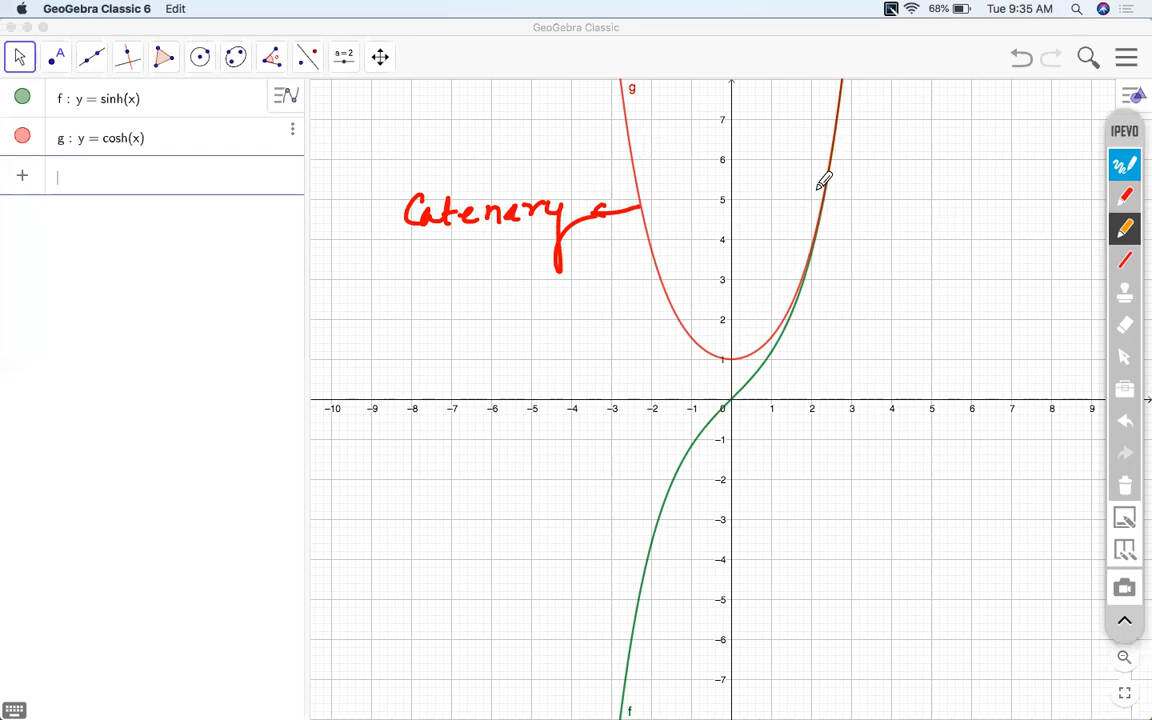 GeoGebra Classic 6 Edit 68% Tue 9:35 AM
GeoGebra Classic
A
a=2
f : y = sinh(x)
g : y = cosh(x)
IPEVO
g
Catenary
7
6
5
4
3
2
1
−10 −9 −8 −7 −6 −5 −4 −3 −2 −1 0 1 2 3 4 5 6 7 8 9
−1
−2
−3
−4
−5
−6
−7
f